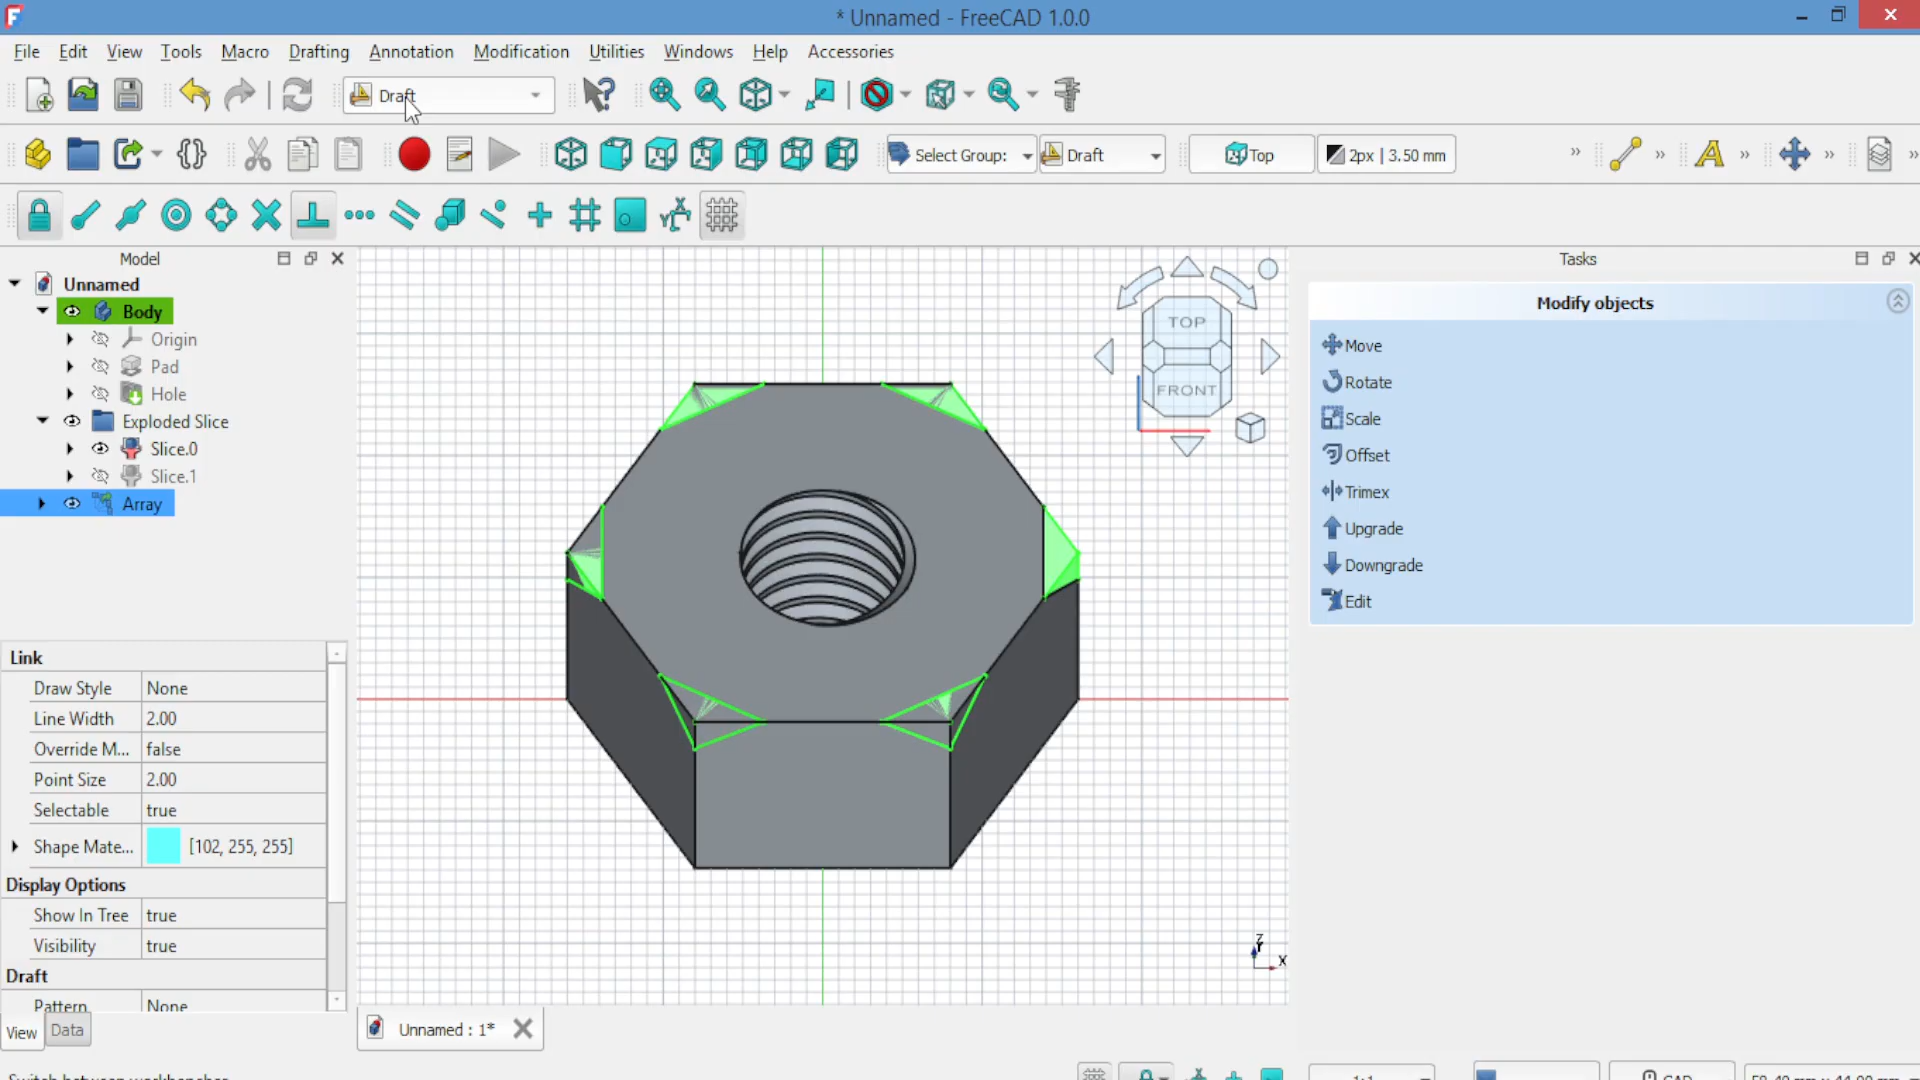 * Unnamed - FreeCAD 1.0.0
File Edit View Tools Macro Drafting Annotation Modification Utilities Windows Help Accessories
Draft
Select Group: Draft Top 2px | 3.50 mm
Model
Tasks
Unnamed
Body
Origin
Pad
Hole
Exploded Slice
Slice.0
Slice.1
Array
TOP
FRONT
Modify objects
Move
Rotate
Scale
Offset
Trimex
Upgrade
Downgrade
Edit
Link
Draw Style None
Line Width 2.00
Override M... false
Point Size 2.00
Selectable true
Shape Mate... [102, 255, 255]
Display Options
Show In Tree true
Visibility true
Draft
Pattern None
View Data
Unnamed : 1*
Z
X
Switch between workbenches
CAD